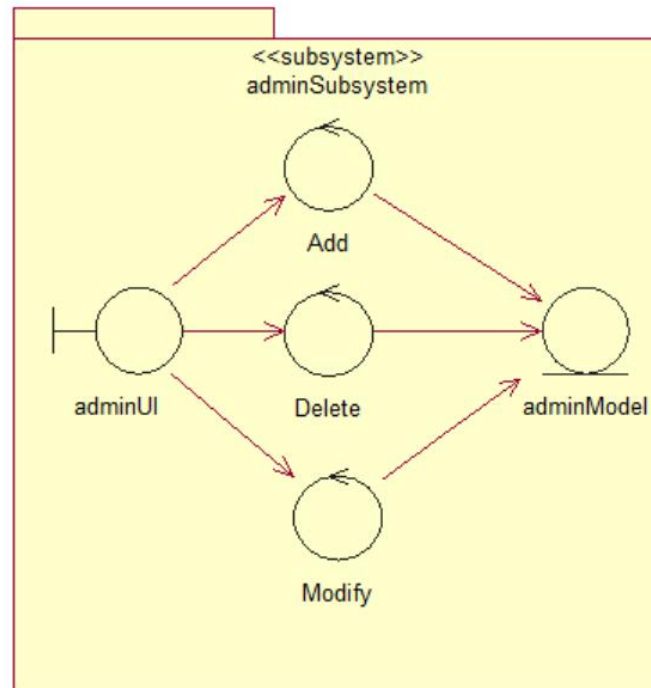 <<subsystem>>
adminSubsystem
Add
adminUI
Delete
adminModel
Modify